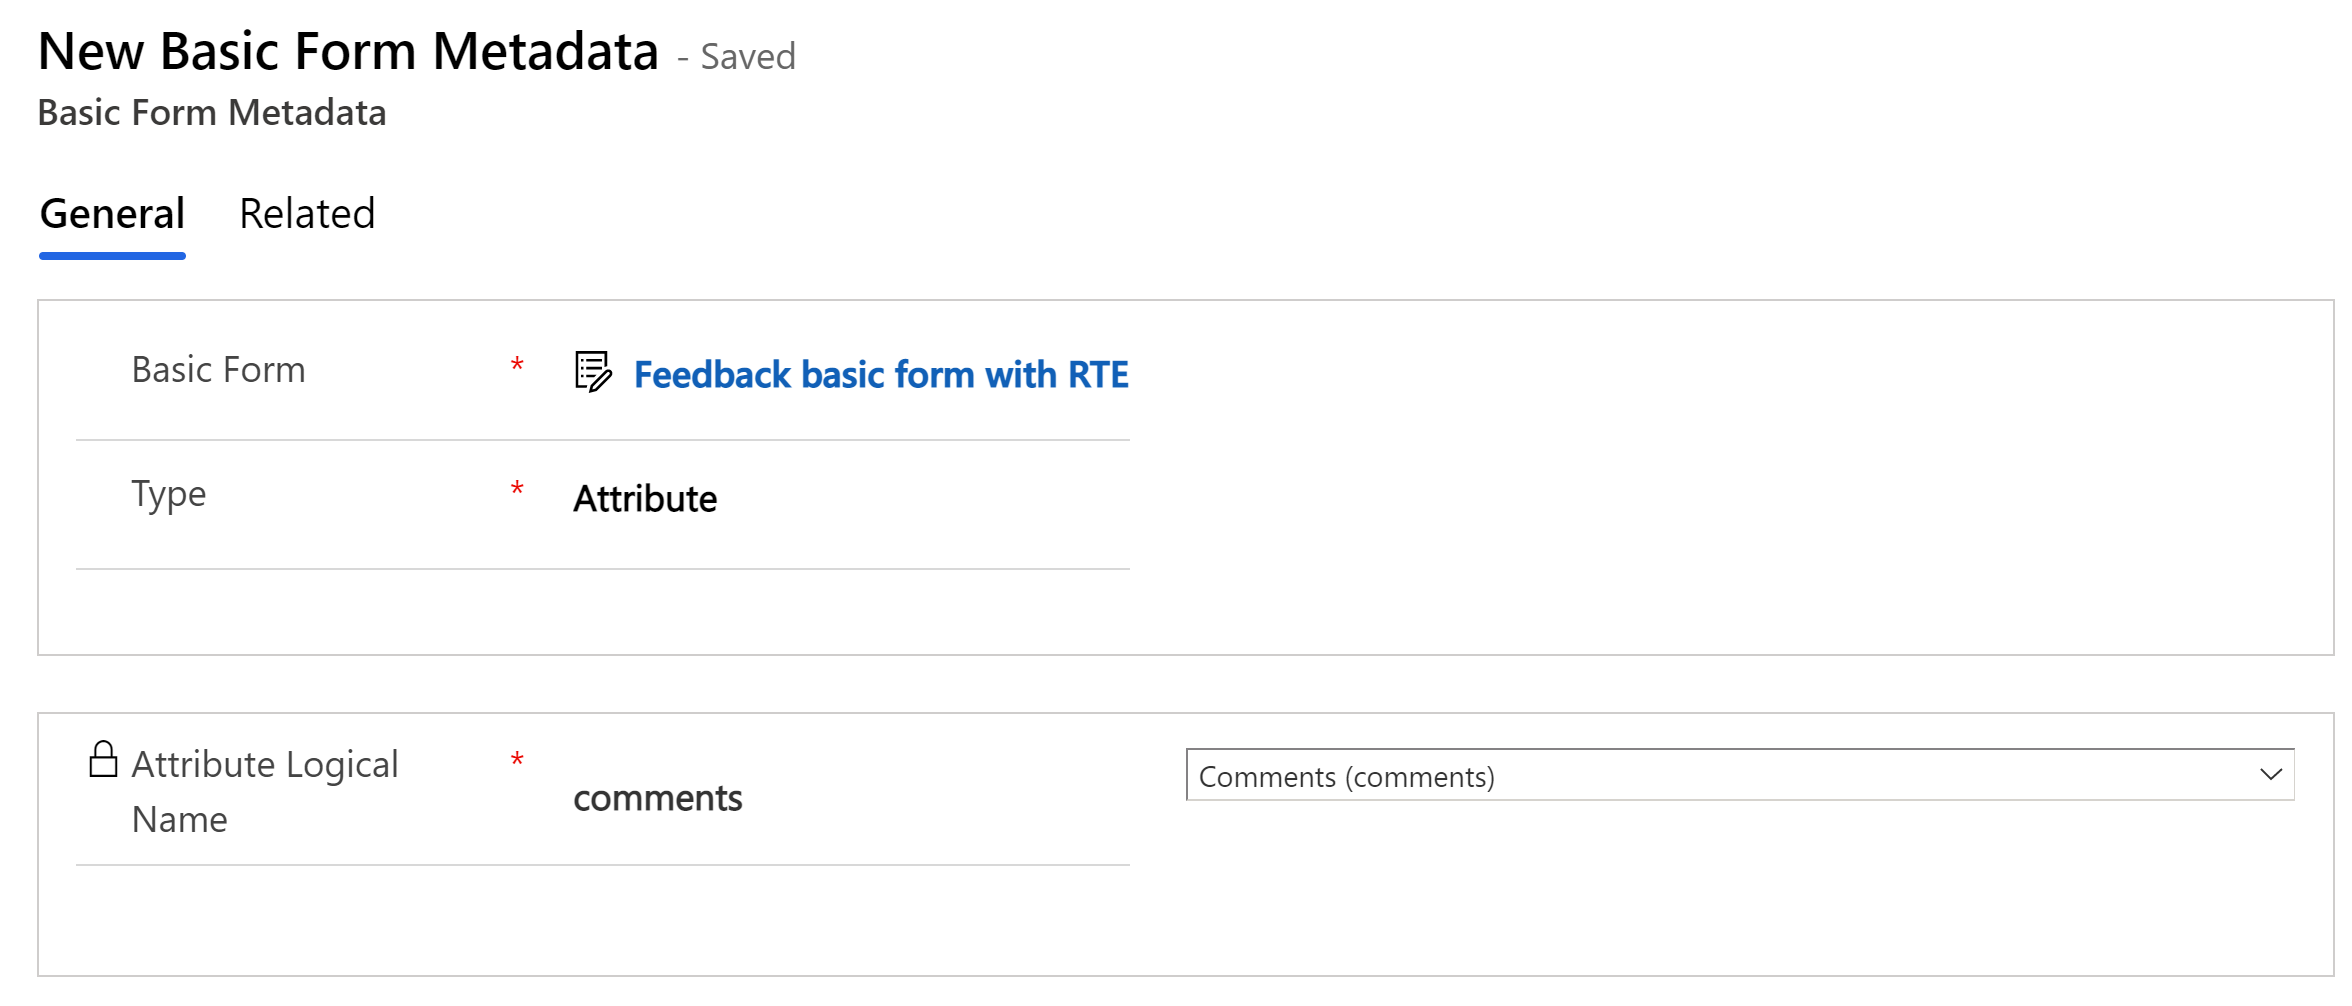 New Basic Form Metadata - Saved
Basic Form Metadata
General Related
Basic Form * Feedback basic form with RTE
Type * Attribute
Attribute Logical * Comments (comments)
Name comments